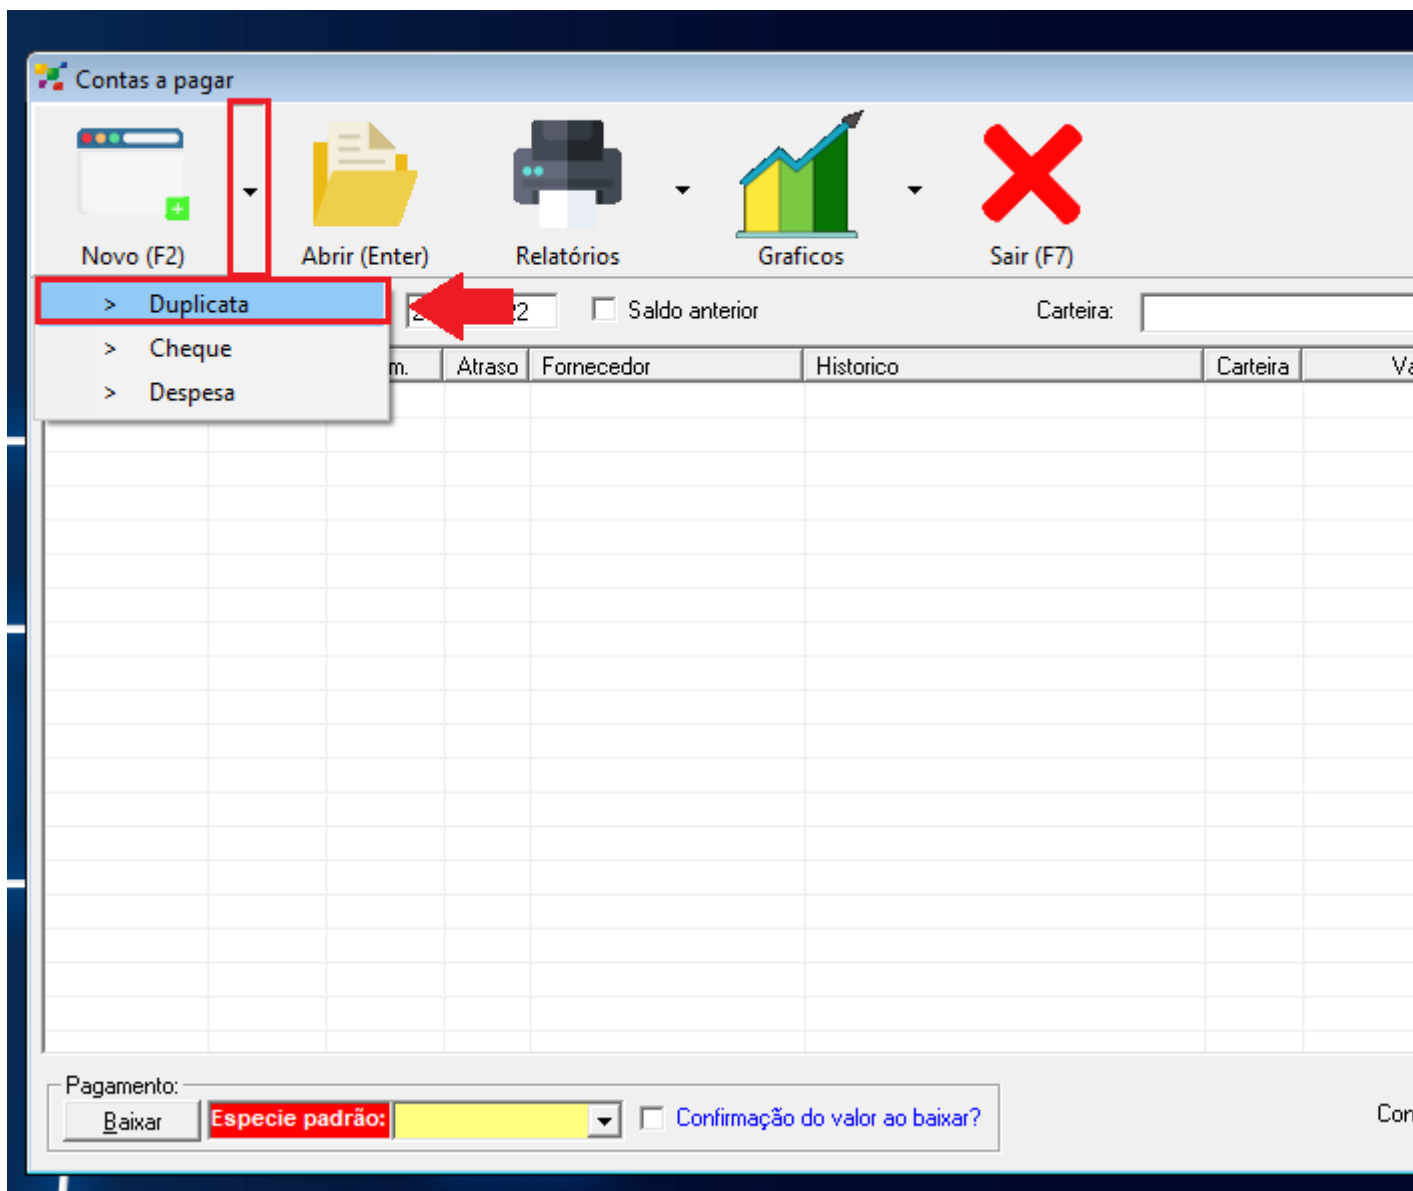 Contas a pagar
Novo (F2) Abrir (Enter) Relatórios Graficos Sair (F7)
> Duplicata
Saldo anterior Carteira:
> Cheque
Atraso Fornecedor Historico Carteira
> Despesa
Pagamento:
Baixar Especie padrão: Confirmação do valor ao baixar?